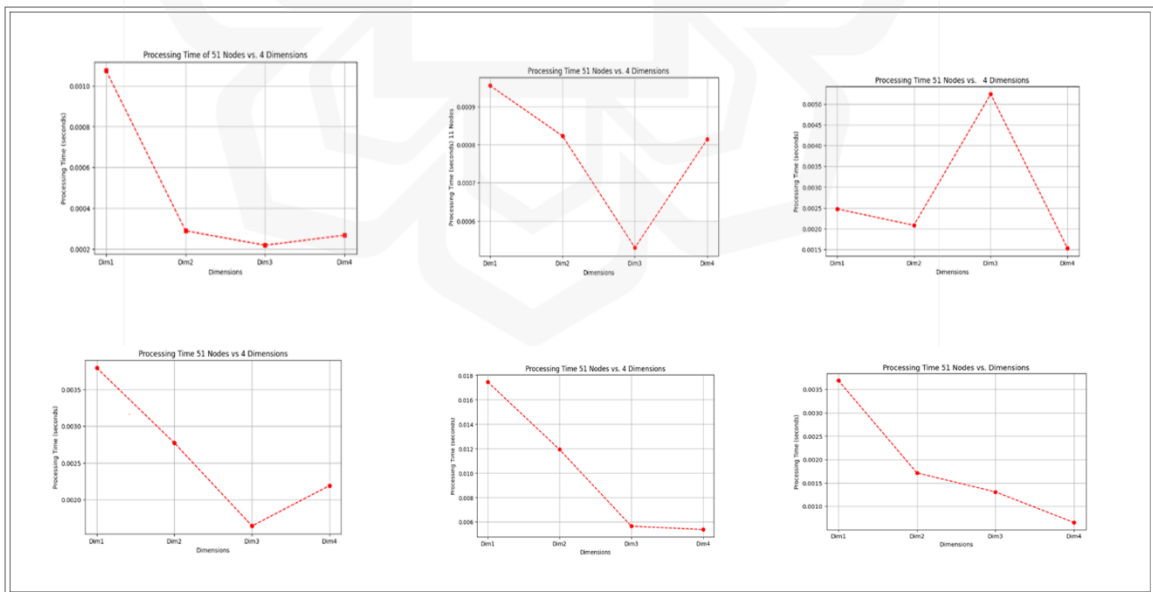 Processing Time of 51 Nodes vs. 4 Dimensions
Processing Time (seconds)
0.0010
0.0008
0.0006
0.0004
0.0002
Dim1 Dim2 Dim3 Dim4
Dimensions
Processing Time 51 Nodes vs. 4 Dimensions
Processing Time (seconds) 11 Nodes
0.0009
0.0008
0.0007
0.0006
Dim1 Dim2 Dim3 Dim4
Dimensions
Processing Time 51 Nodes vs. 4 Dimensions
Processing Time (seconds)
0.0050
0.0045
0.0040
0.0035
0.0030
0.0025
0.0020
0.0015
Dim1 Dim2 Dim3 Dim4
Dimensions
Processing Time 51 Nodes vs 4 Dimensions
Processing Time (seconds)
0.0035
0.0030
0.0025
0.0020
Dim1 Dim2 Dim3 Dim4
Dimensions
Processing Time 51 Nodes vs. 4 Dimensions
Processing Time (seconds)
0.018
0.016
0.014
0.012
0.010
0.008
0.006
Dim1 Dim2 Dim3 Dim4
Dimensions
Processing Time 51 Nodes vs. Dimensions
Processing Time (seconds)
0.0035
0.0030
0.0025
0.0020
0.0015
0.0010
Dim1 Dim2 Dim3 Dim4
Dimensions